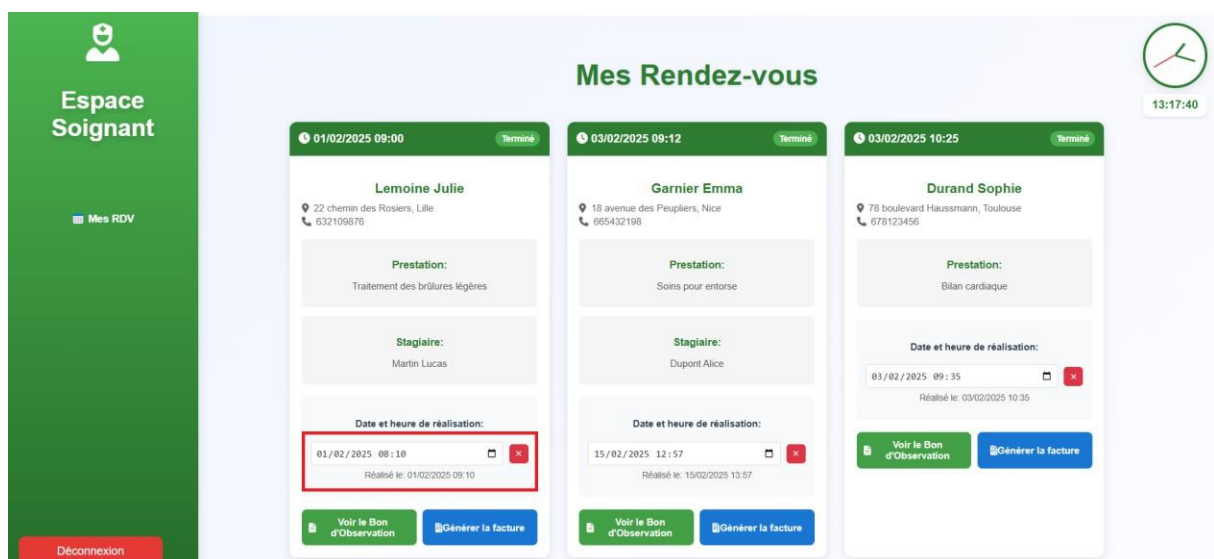 Espace
Soignant
Mes RDV
Déconnexion
Mes Rendez-vous
13:17:40
01/02/2025 09:00 Terminé
Lemoine Julie
22 chemin des Rosiers, Lille
632109876
Prestation:
Traitement des brûlures légères
Stagiaire:
Martin Lucas
Date et heure de réalisation:
01/02/2025 08:10
Réalisé le: 01/02/2025 09:10
Voir le Bon
d'Observation
Générer la facture
03/02/2025 09:12 Terminé
Garnier Emma
18 avenue des Peupliers, Nice
665432198
Prestation:
Soins pour entorse
Stagiaire:
Dupont Alice
Date et heure de réalisation:
15/02/2025 12:57
Réalisé le: 15/02/2025 13:57
Voir le Bon
d'Observation
Générer la facture
03/02/2025 10:25 Terminé
Durand Sophie
78 boulevard Haussmann, Toulouse
678123456
Prestation:
Bilan cardiaque
Date et heure de réalisation:
03/02/2025 09:35
Réalisé le: 03/02/2025 10:35
Voir le Bon
d'Observation
Générer la facture